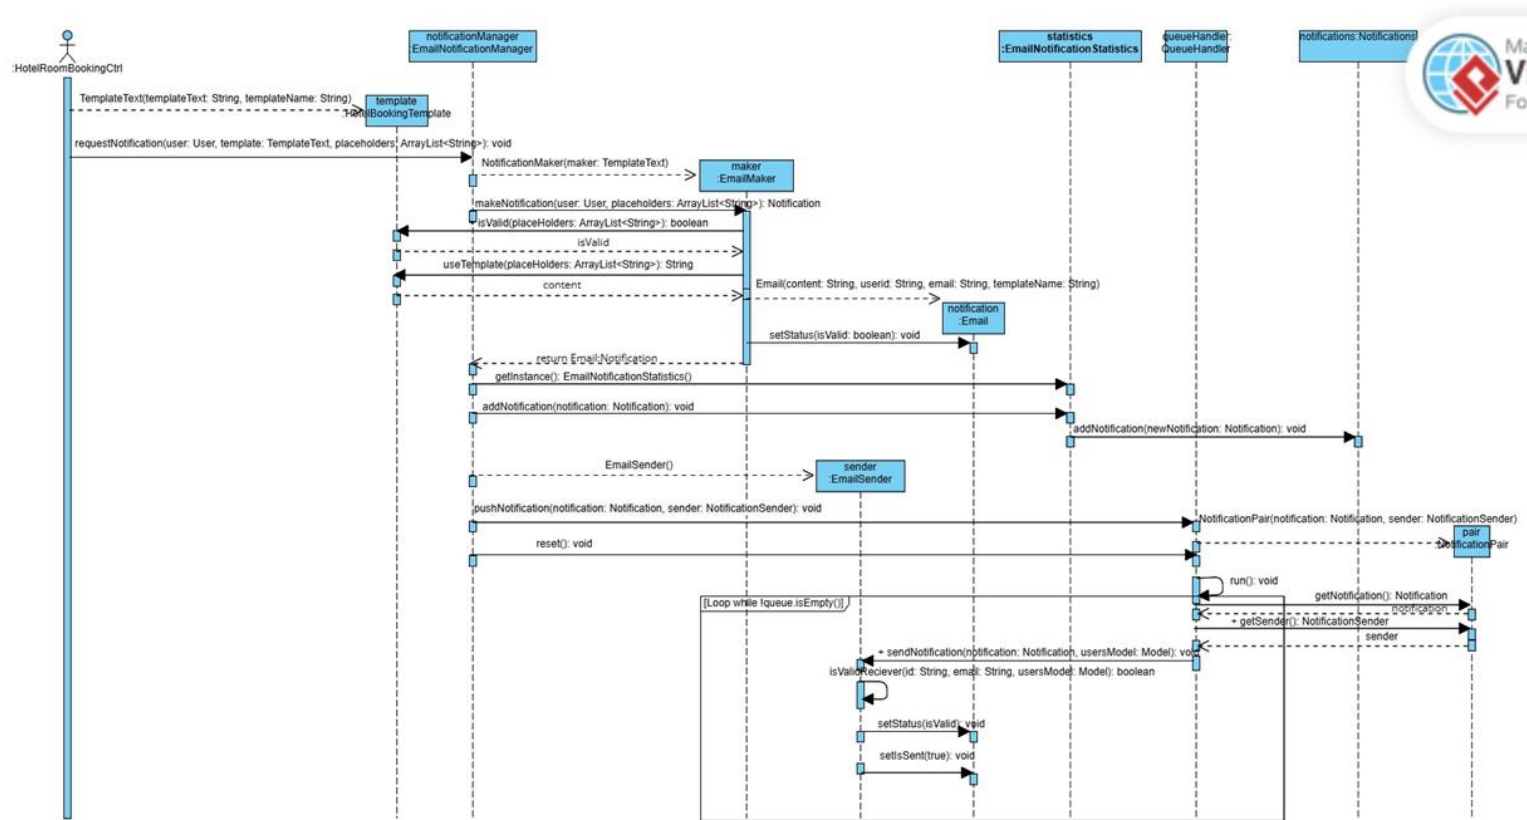 :HotelRoomBookingCtrl
notificationManager
:EmailNotificationManager
statistics
:EmailNotificationStatistics
queueHandler:
QueueHandler
notifications:Notifications
Ma
V
Fo
TemplateText(templateText: String, templateName: String)
template
:HotelBookingTemplate
requestNotification(user: User, template: TemplateText, placeholders: ArrayList<String>): void
NotificationMaker(maker: TemplateText)
maker
:EmailMaker
makeNotification(user: User, placeholders: ArrayList<String>): Notification
isValid(placeHolders: ArrayList<String>): boolean
isValid
useTemplate(placeHolders: ArrayList<String>): String
content
Email(content: String, userid: String, email: String, templateName: String)
notification
:Email
setStatus(isValid: boolean): void
return Email:Notification
getInstance(): EmailNotificationStatistics()
addNotification(notification: Notification): void
addNotification(newNotification: Notification): void
EmailSender()
sender
:EmailSender
pushNotification(notification: Notification, sender: NotificationSender): void
NotificationPair(notification: Notification, sender: NotificationSender)
pair
:NotificationPair
reset(): void
run(): void
[Loop while !queue.isEmpty()]
getNotification(): Notification
notification
+ getSender(): NotificationSender
sender
+ sendNotification(notification: Notification, usersModel: Model): void
isValidReciever(id: String, email: String, usersModel: Model): boolean
setStatus(isValid): void
setIsSent(true): void